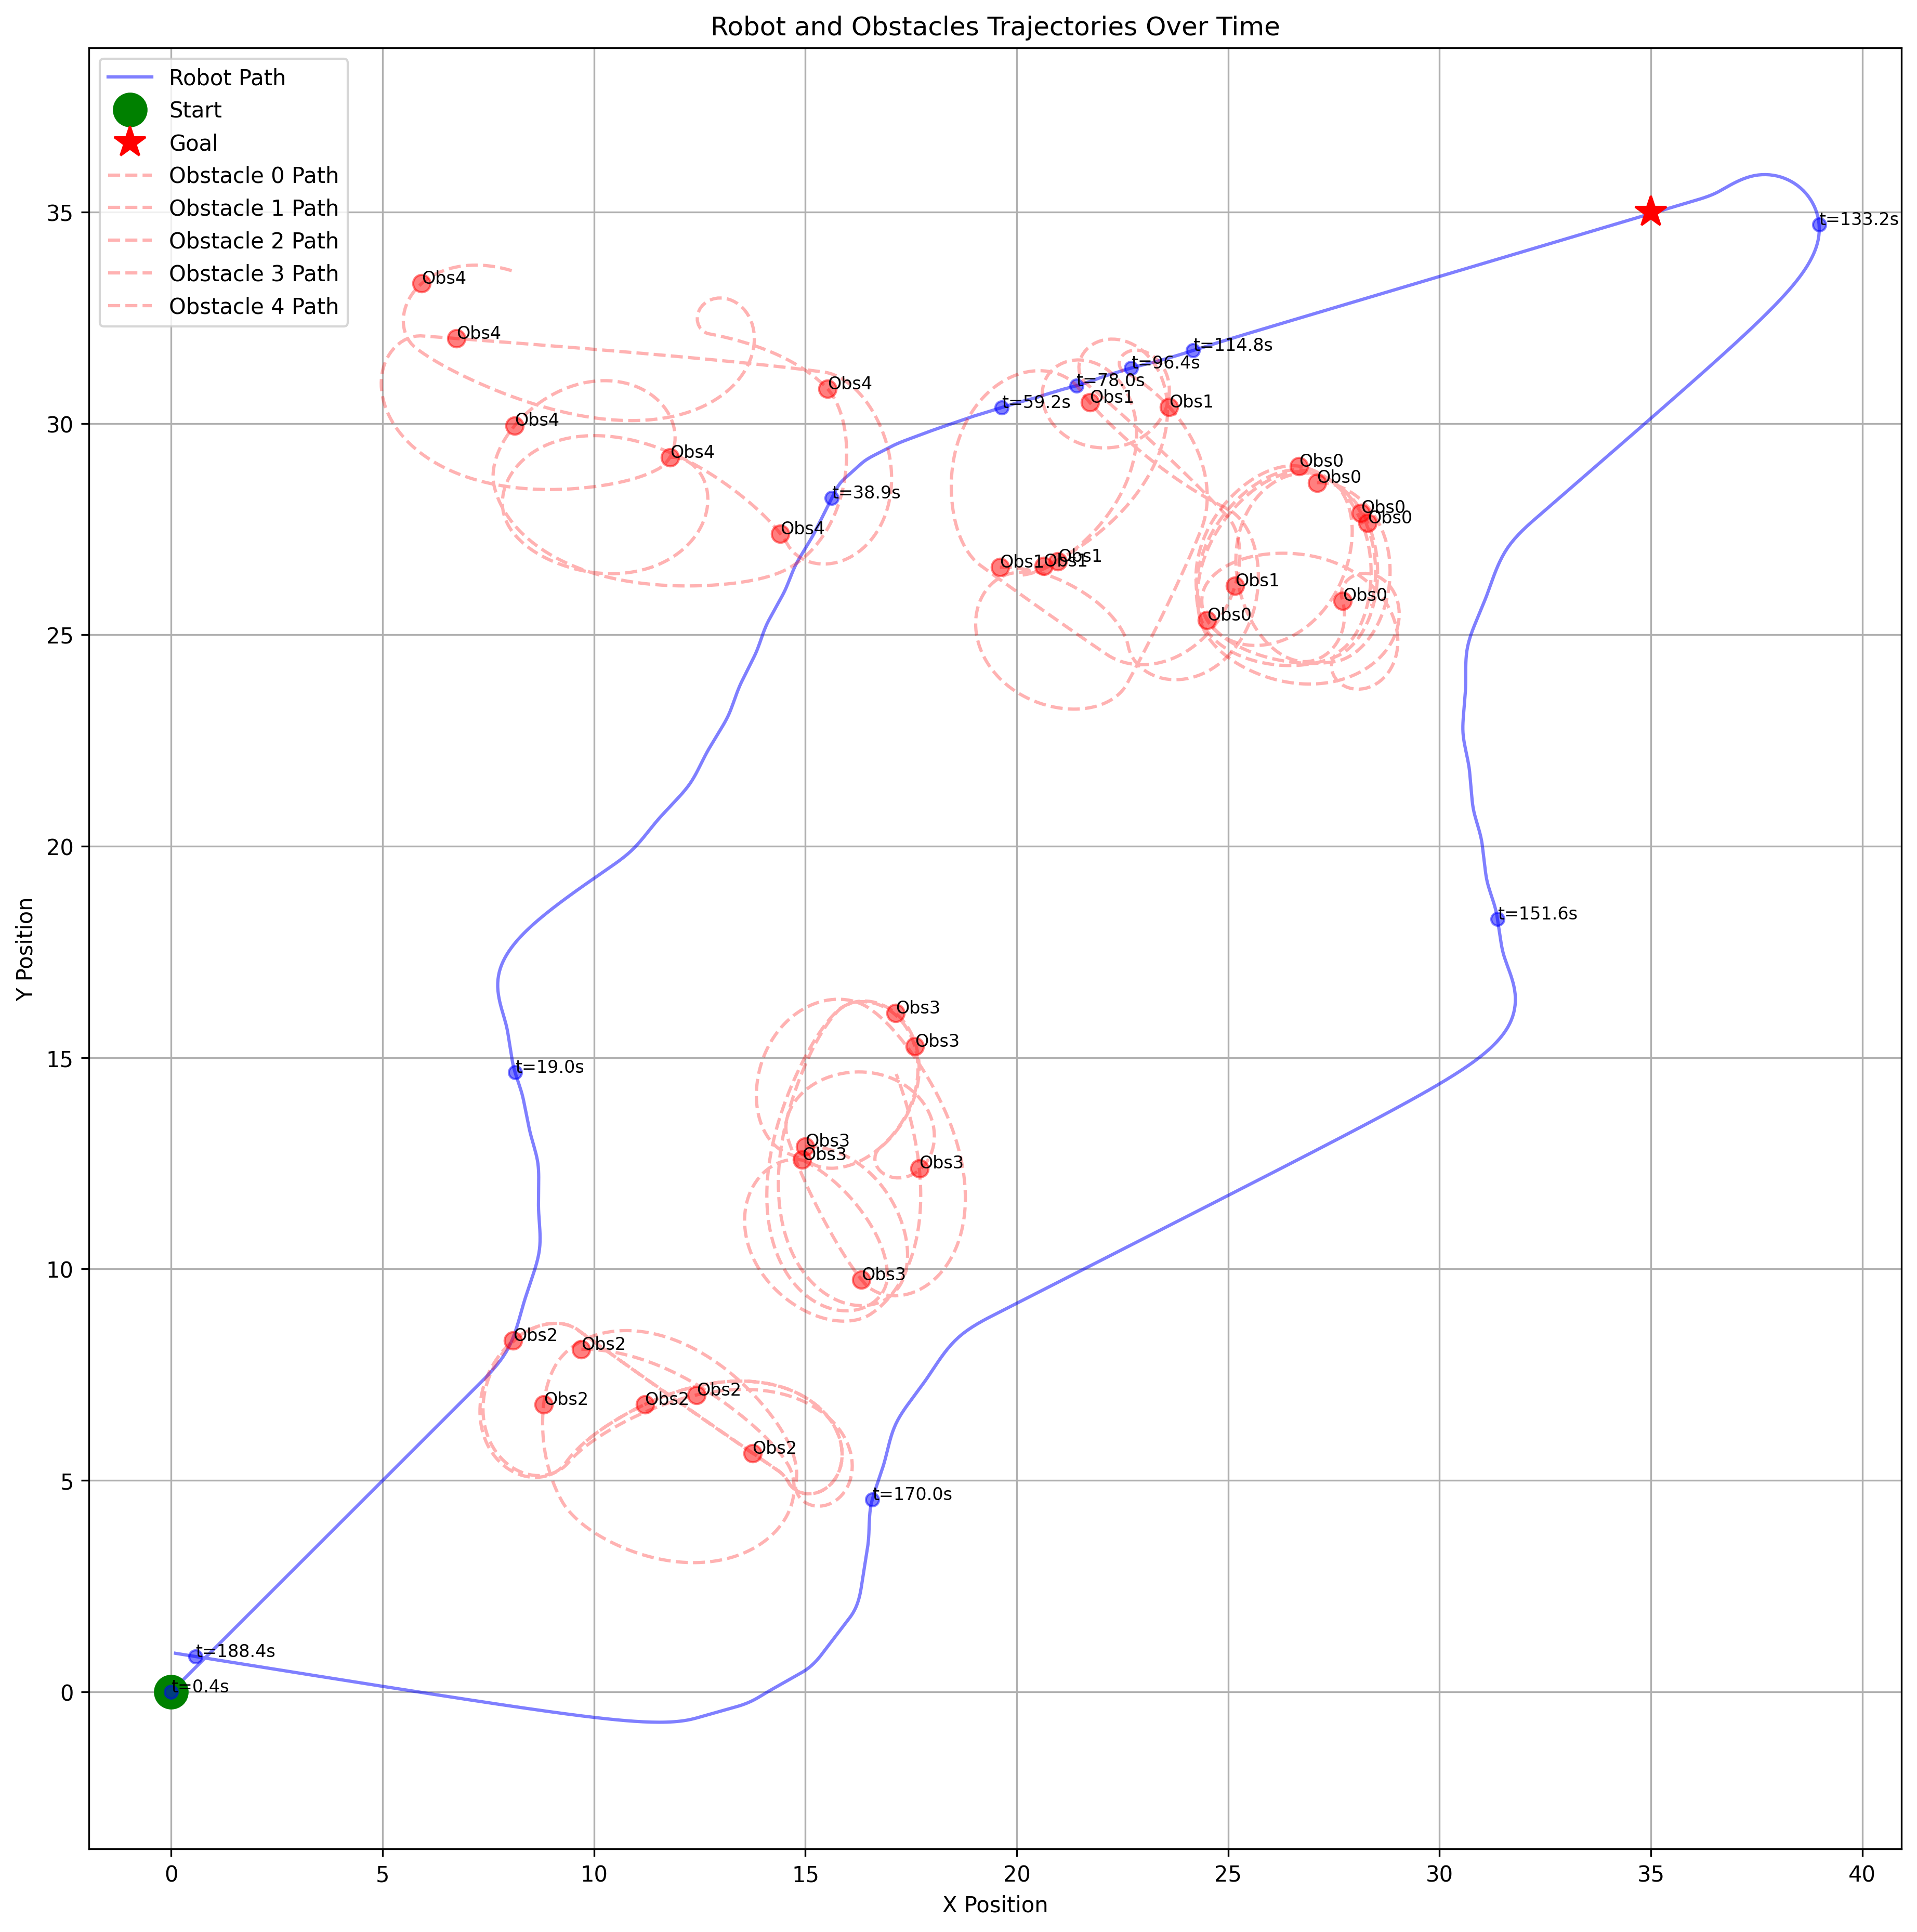 Robot and Obstacles Trajectories Over Time
Robot Path
Start
Goal
Obstacle 0 Path
Obstacle 1 Path
Obstacle 2 Path
Obstacle 3 Path
Obstacle 4 Path
35
30
25
20
15
10
5
0
Y Position
t=133.2s
Obs4
Obs4
t=114.8s
t=96.4s
t=78.0s
Obs4
t=59.2s
Obs1
Obs1
Obs4
Obs4
Obs0
Obs0
t=38.9s
Obs0
Obs0
Obs4
Obs1
Obs1
Obs1
Obs1
Obs0
Obs0
t=151.6s
Obs3
Obs3
t=19.0s
Obs3
Obs3
Obs3
Obs3
Obs2
Obs2
Obs2
Obs2
Obs2
Obs2
t=170.0s
t=188.4s
t=0.4s
0
5
10
15
20
25
30
35
40
X Position